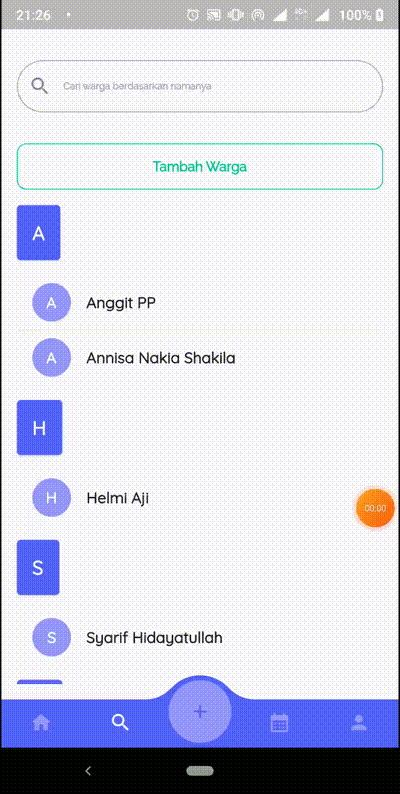 21:26
100%
Cari warga berdasarkan namanya
Tambah Warga
A
A Anggit PP
A Annisa Nakia Shakila
H
H Helmi Aji
00:00
S
S Syarif Hidayatullah
+